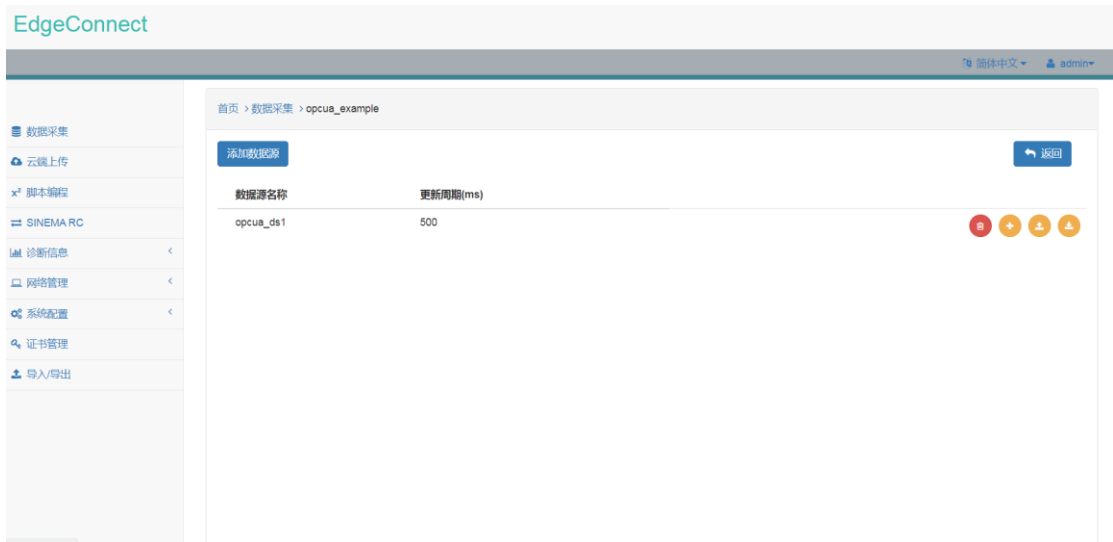 EdgeConnect
简体中文 admin
首页 > 数据采集 > opcua_example
数据采集
云端上传
x² 脚本编程
SINEMA RC
诊断信息
网络管理
系统配置
证书管理
导入/导出
添加数据源 返回
数据源名称 更新周期(ms)
opcua_ds1 500